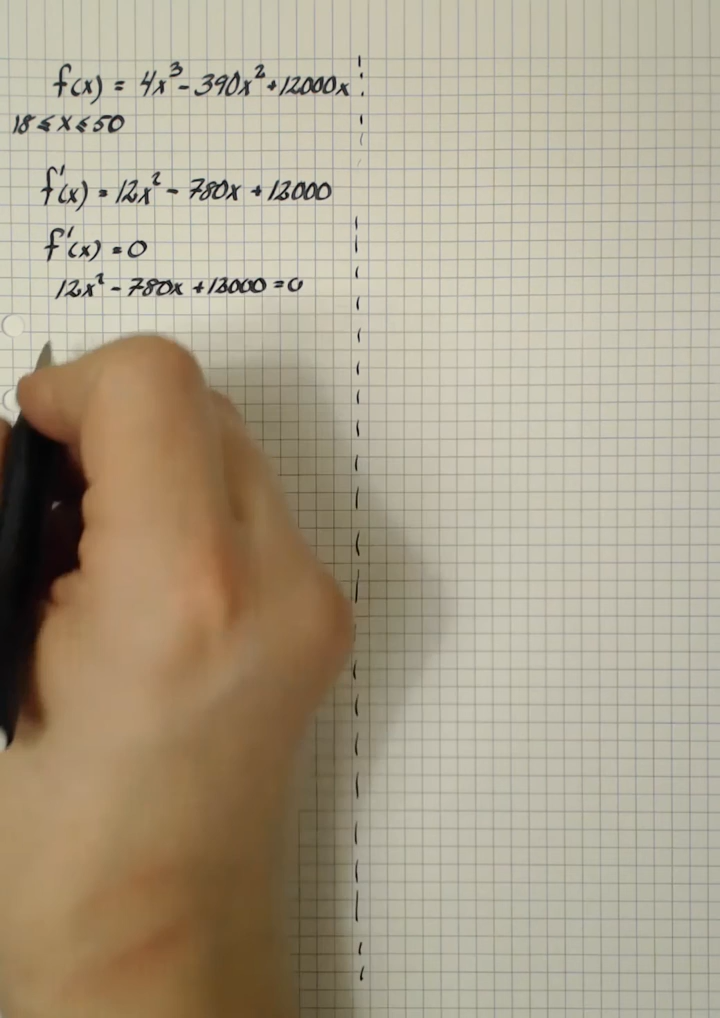 f(x) = 4x³ - 390x² + 12000x
18 ≤ x ≤ 50
f'(x) = 12x² - 780x + 12000
f'(x) = 0
12x² - 780x + 12000 = 0